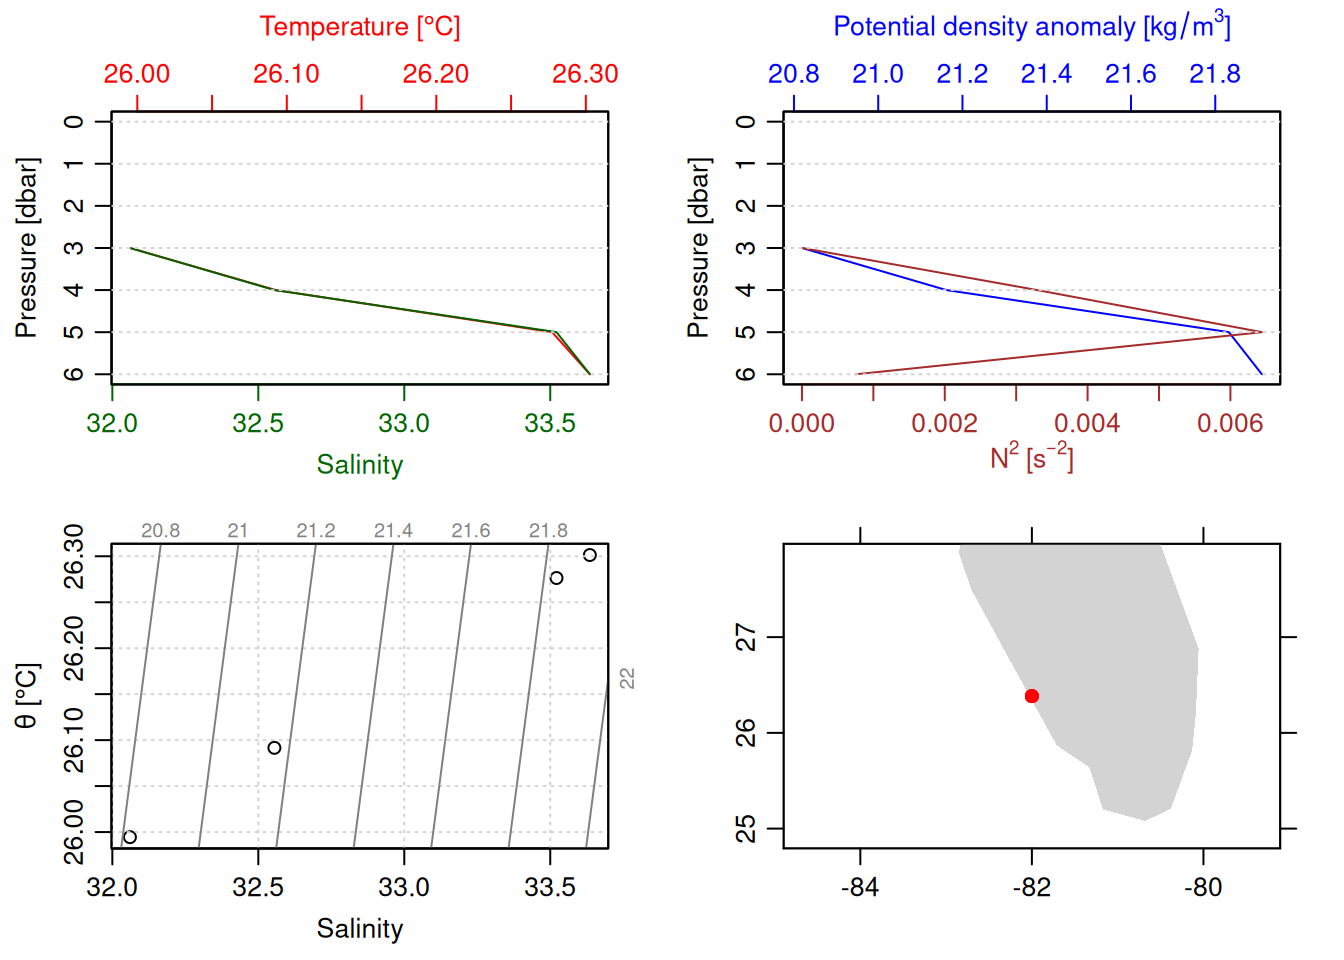 Temperature [°C]
26.00 26.10 26.20 26.30
Pressure [dbar]
0
1
2
3
4
5
6
32.0 32.5 33.0 33.5
Salinity
Potential density anomaly [kg/m³]
20.8 21.0 21.2 21.4 21.6 21.8
Pressure [dbar]
0
1
2
3
4
5
6
0.000 0.002 0.004 0.006
N² [s⁻²]
20.8 21 21.2 21.4 21.6 21.8
22
θ [°C]
26.30
26.20
26.10
26.00
32.0 32.5 33.0 33.5
Salinity
27
26
25
-84 -82 -80